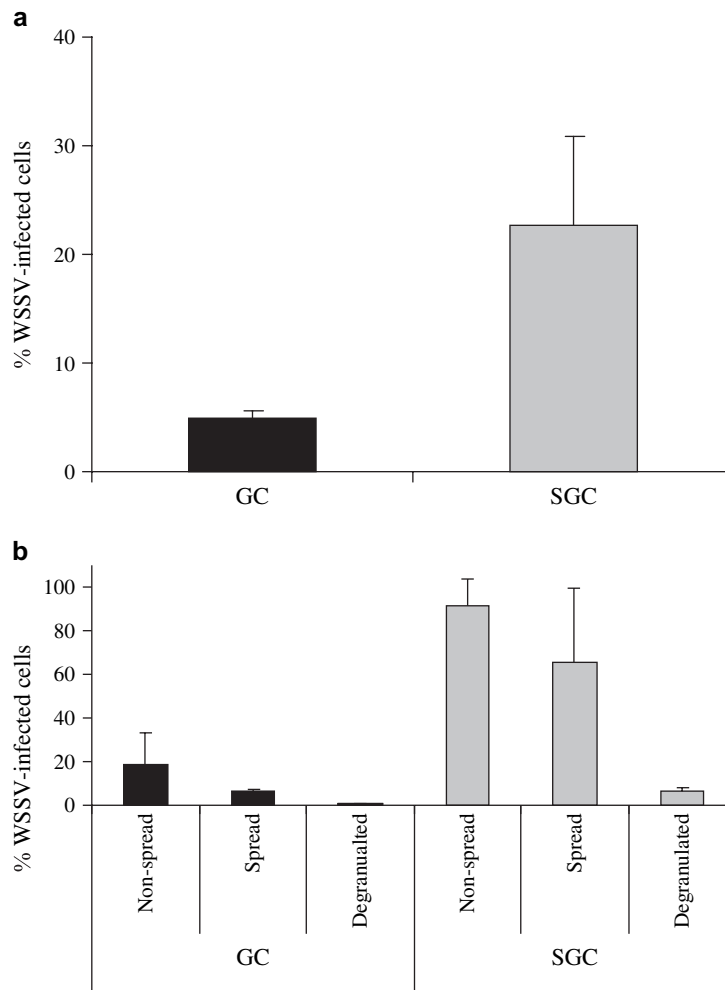 a
40
30
20
10
0
% WSSV-infected cells
GC
SGC
b
100
80
60
40
20
0
% WSSV-infected cells
Non-spread
Spread
Degranualted
Non-spread
Spread
Degranulated
GC
SGC